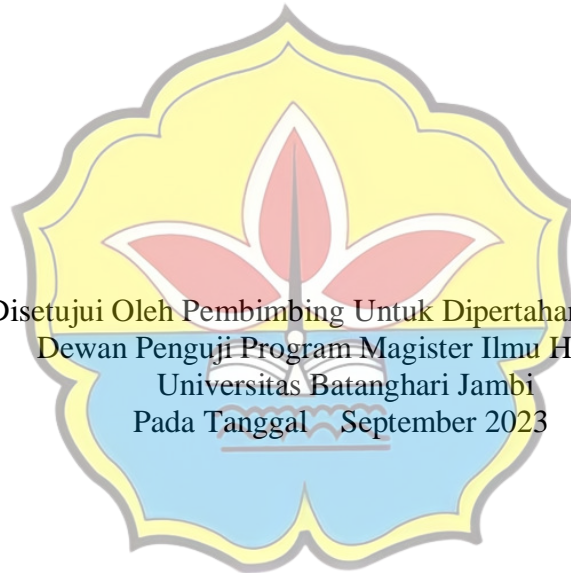 Disetujui Oleh Pembimbing Untuk Dipertahan
Dewan Penguji Program Magister Ilmu H
Universitas Batanghari Jambi
Pada Tanggal September 2023